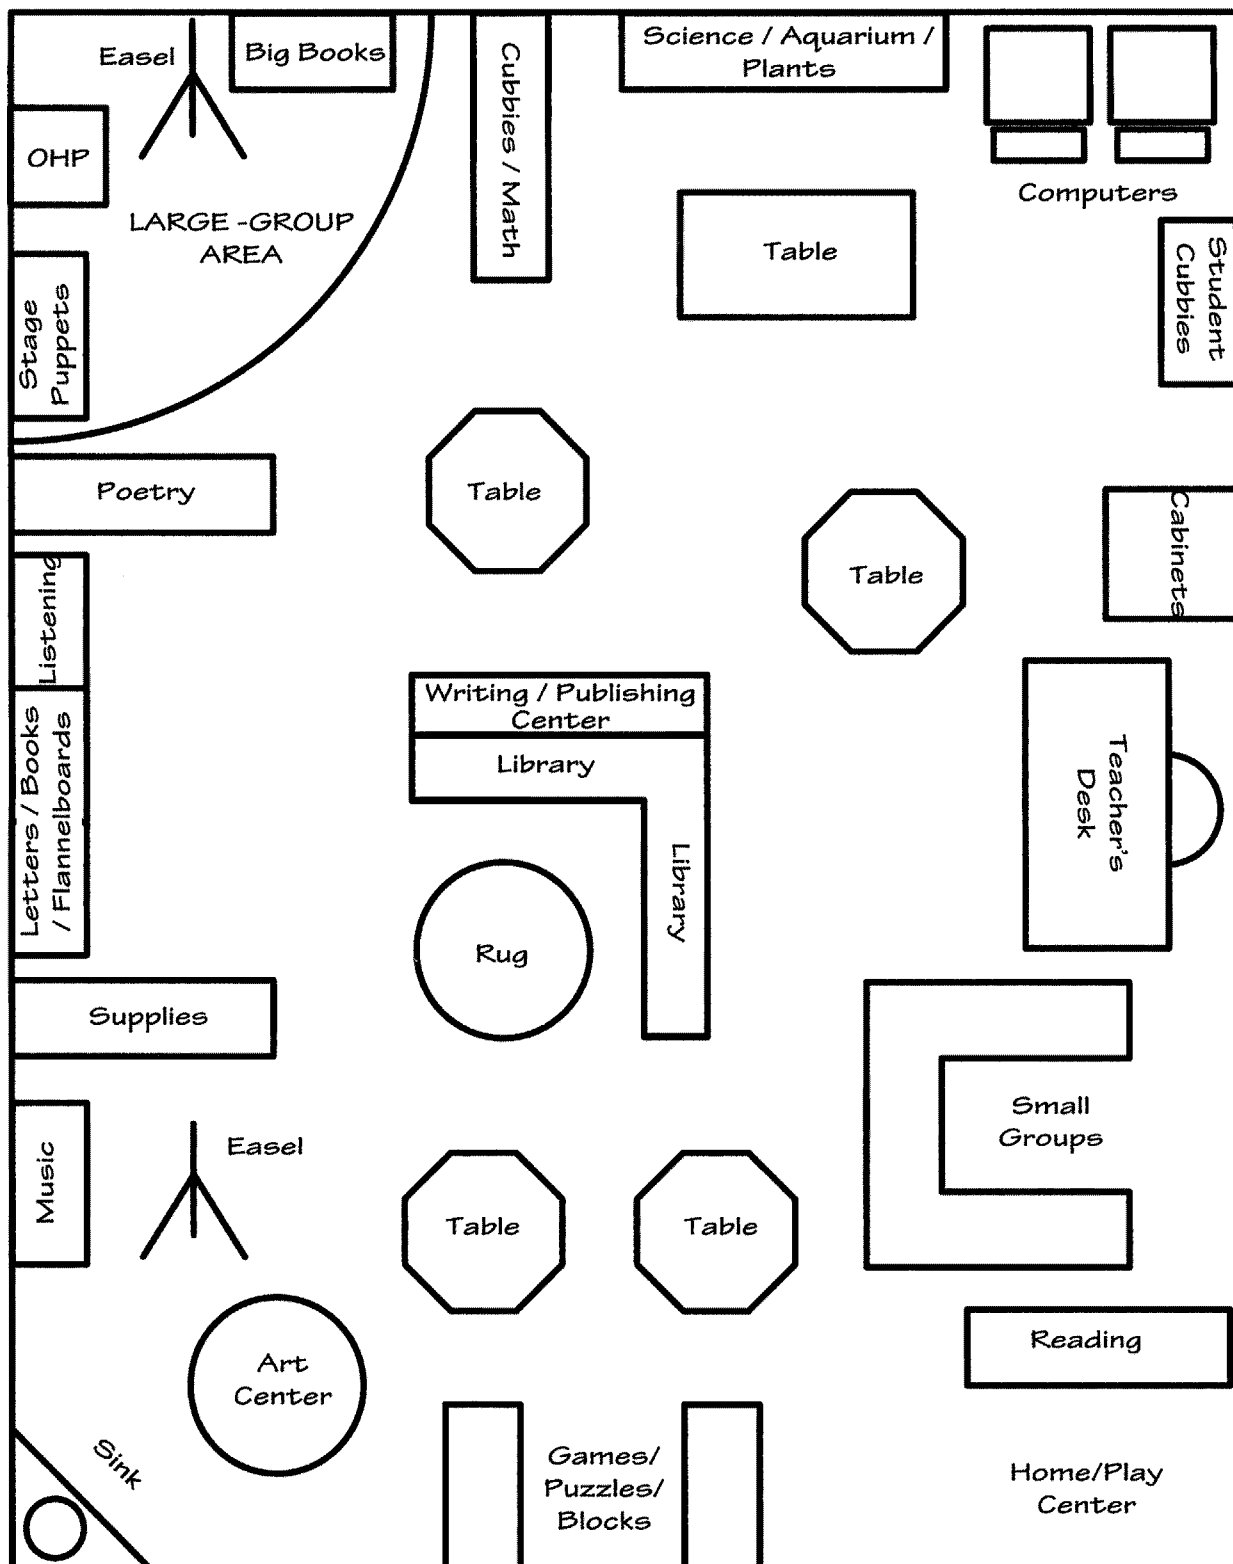 Easel
Big Books
Cubbies / Math
Science / Aquarium /
Plants
OHP
Computers
LARGE -GROUP
AREA
Table
Student
Cubbies
Stage
Puppets
Poetry
Table
Cabinets
Table
Listening
Writing / Publishing
Center
Library
Letters / Books
/ Flannelboards
Teacher's
Desk
Library
Rug
Supplies
Small
Groups
Music
Easel
Table
Table
Reading
Art
Center
Sink
Games/
Puzzles/
Blocks
Home/Play
Center